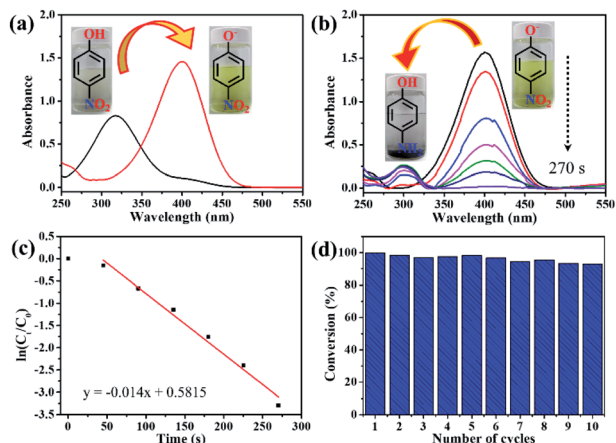 (a)
2.0
1.5
1.0
0.5
0.0
250 300 350 400 450 500 550
Wavelength (nm)
Absorbance
OH
NO₂
O⁻
NO₂
(b)
2.0
1.5
1.0
0.5
0.0
250 300 350 400 450 500 550
Wavelength (nm)
Absorbance
OH
O⁻
NO₂
270 s
(c)
0.5
0.0
-0.5
-1.0
-1.5
-2.0
-2.5
-3.0
-3.5
0 50 100 150 200 250 300
Time (s)
ln(Cₜ/C₀)
y = -0.014x + 0.5815
(d)
100
80
60
40
20
0
1 2 3 4 5 6 7 8 9 10
Number of cycles
Conversion (%)